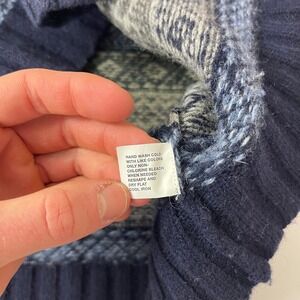 HAND WASH COLD
WITH LIKE COLORS
ONLY NON-
CHLORINE BLEACH
WHEN NEEDED
RESHAPE AND
DRY FLAT
COOL IRON